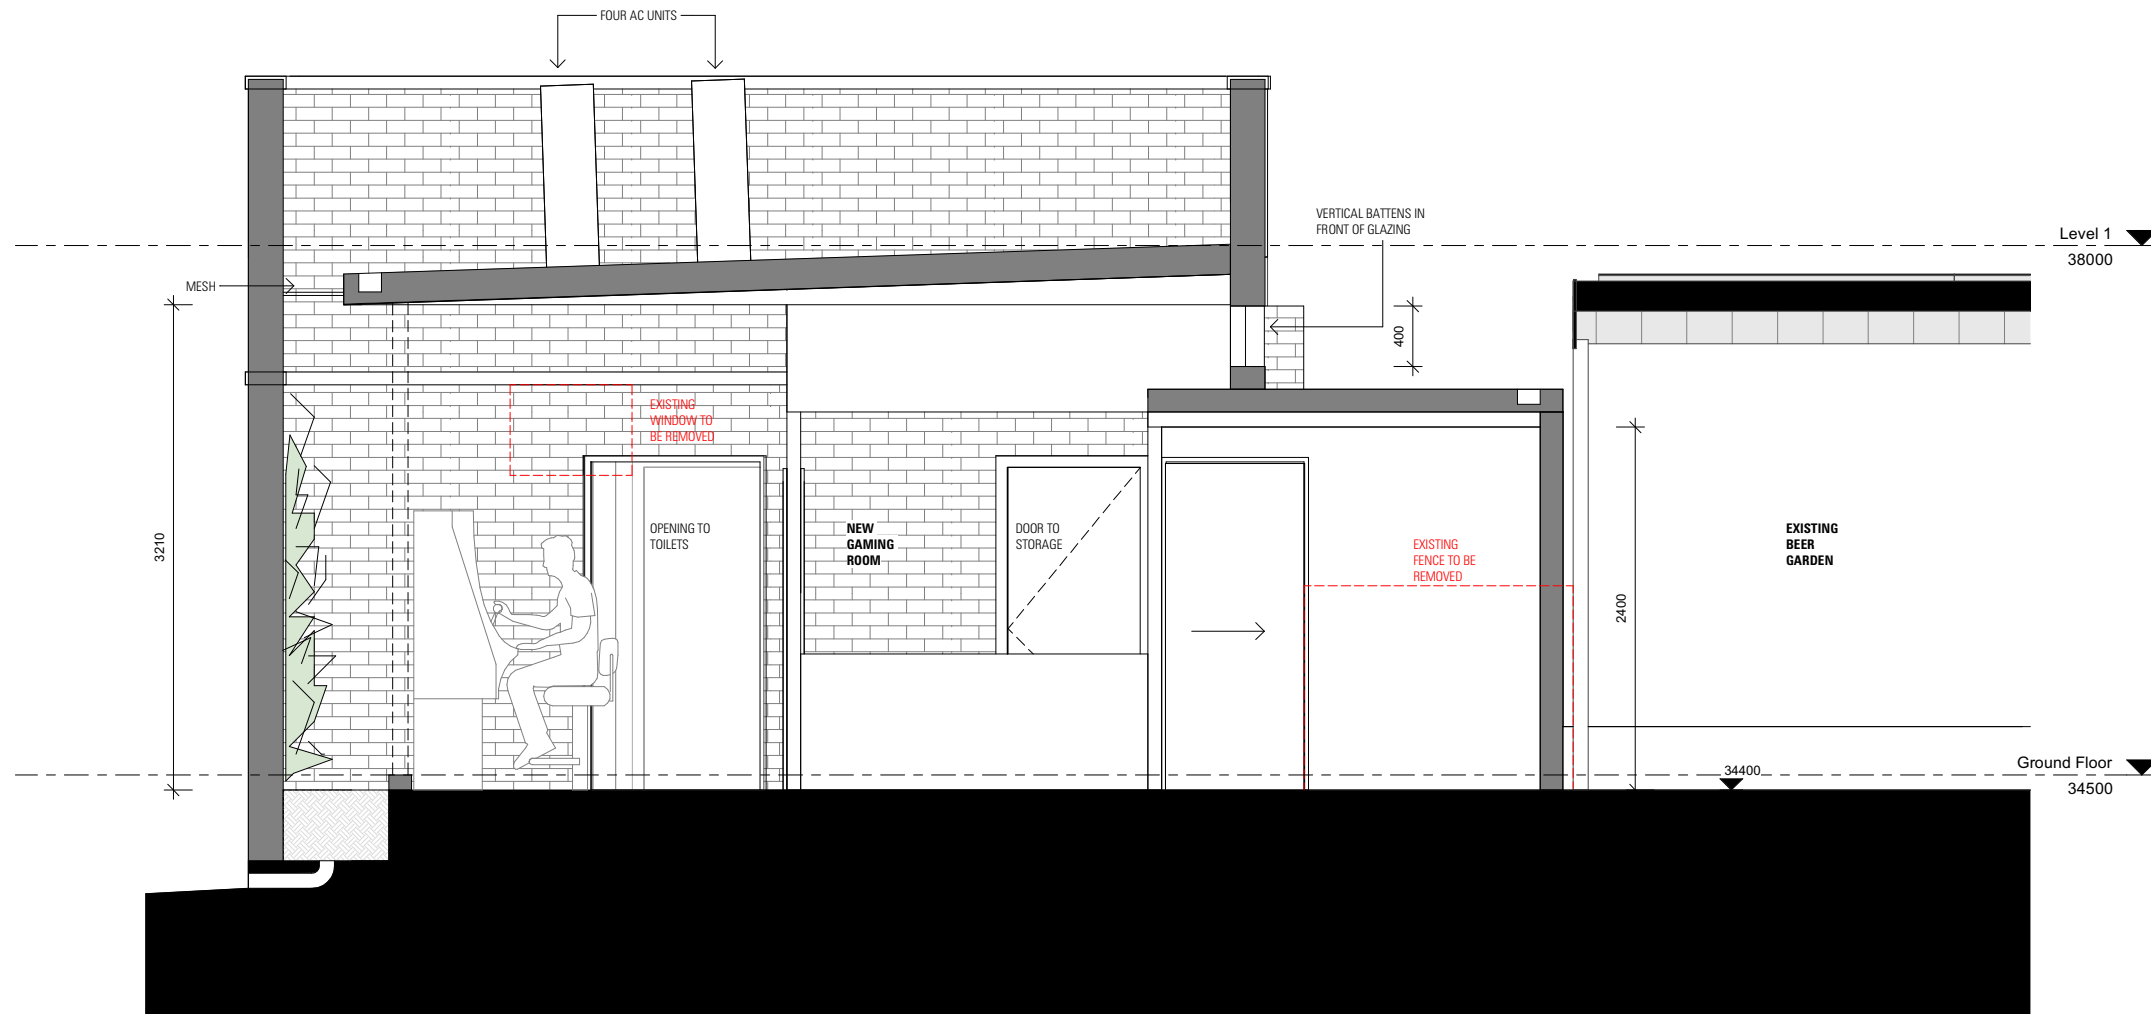 FOUR AC UNITS
VERTICAL BATTENS IN
FRONT OF GLAZING
Level 1
38000
MESH
400
EXISTING
WINDOW TO
BE REMOVED
3210
OPENING TO
TOILETS
NEW
GAMING
ROOM
DOOR TO
STORAGE
EXISTING
FENCE TO BE
REMOVED
2400
EXISTING
BEER
GARDEN
34400
Ground Floor
34500